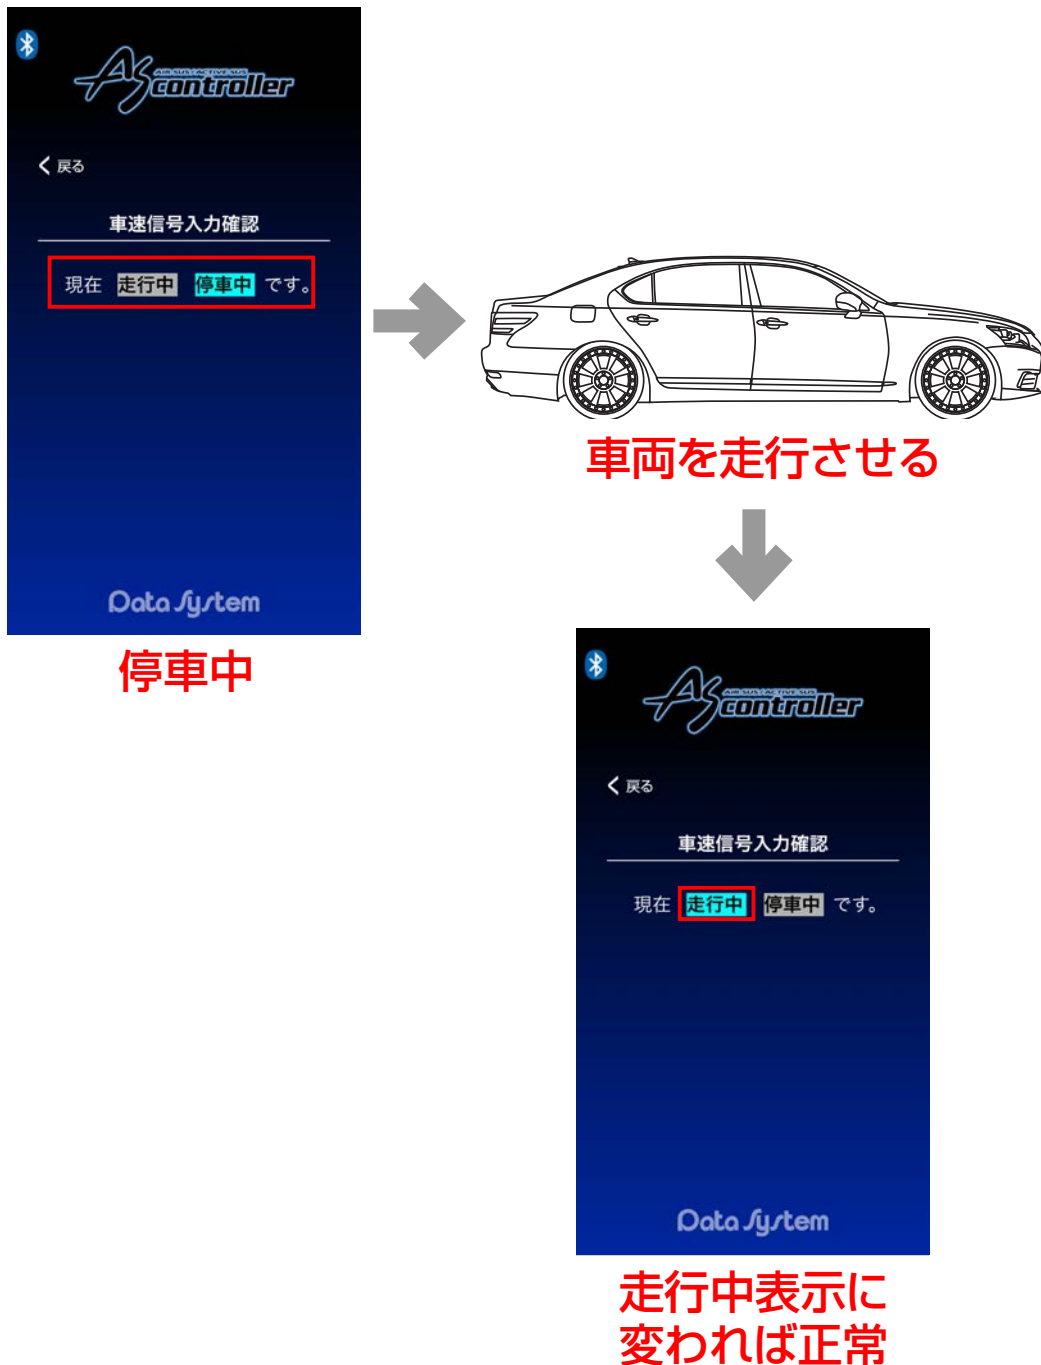 AS
AIR SUS / ACTIVE SUS
controller
戻る
車速信号入力確認
現在 走行中 停車中 です。
Data System
停車中
車両を走行させる
AS
AIR SUS / ACTIVE SUS
controller
戻る
車速信号入力確認
現在 走行中 停車中 です。
Data System
走行中表示に
変われば正常